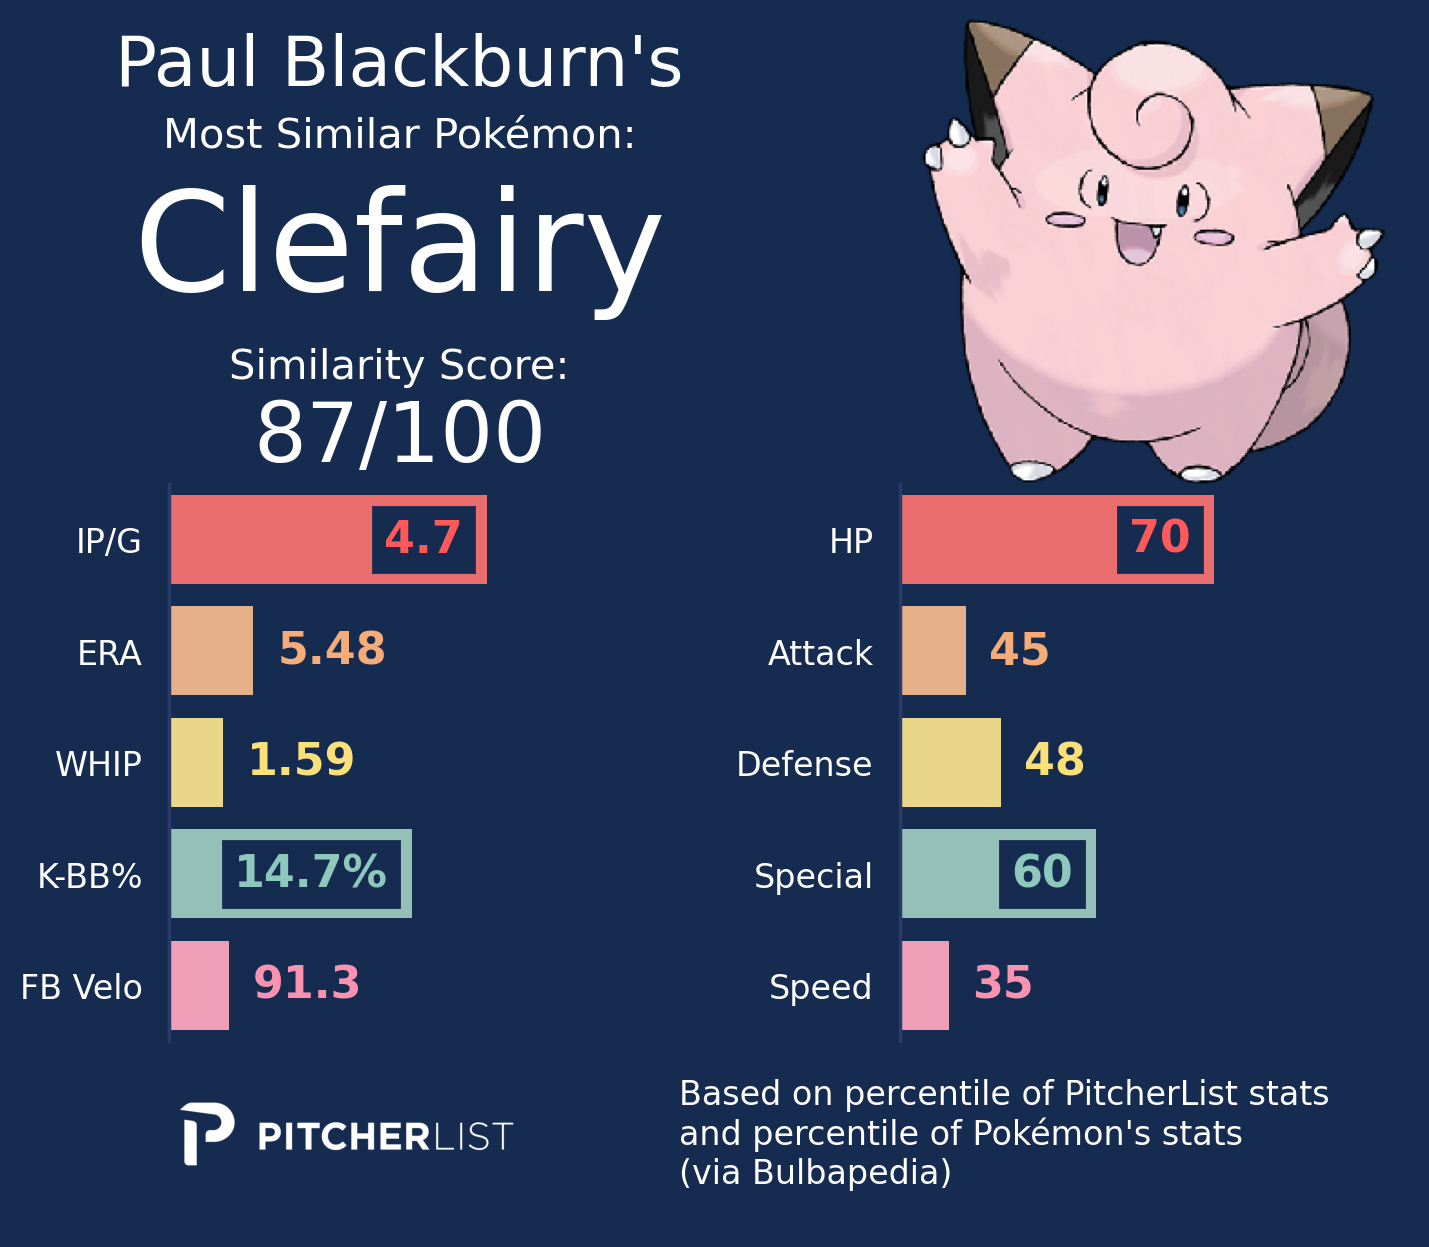 Paul Blackburn's
Most Similar Pokémon:
Clefairy
Similarity Score:
87/100
IP/G 4.7
ERA 5.48
WHIP 1.59
K-BB% 14.7%
FB Velo 91.3
HP 70
Attack 45
Defense 48
Special 60
Speed 35
PITCHERLIST
Based on percentile of PitcherList stats
and percentile of Pokémon's stats
(via Bulbapedia)